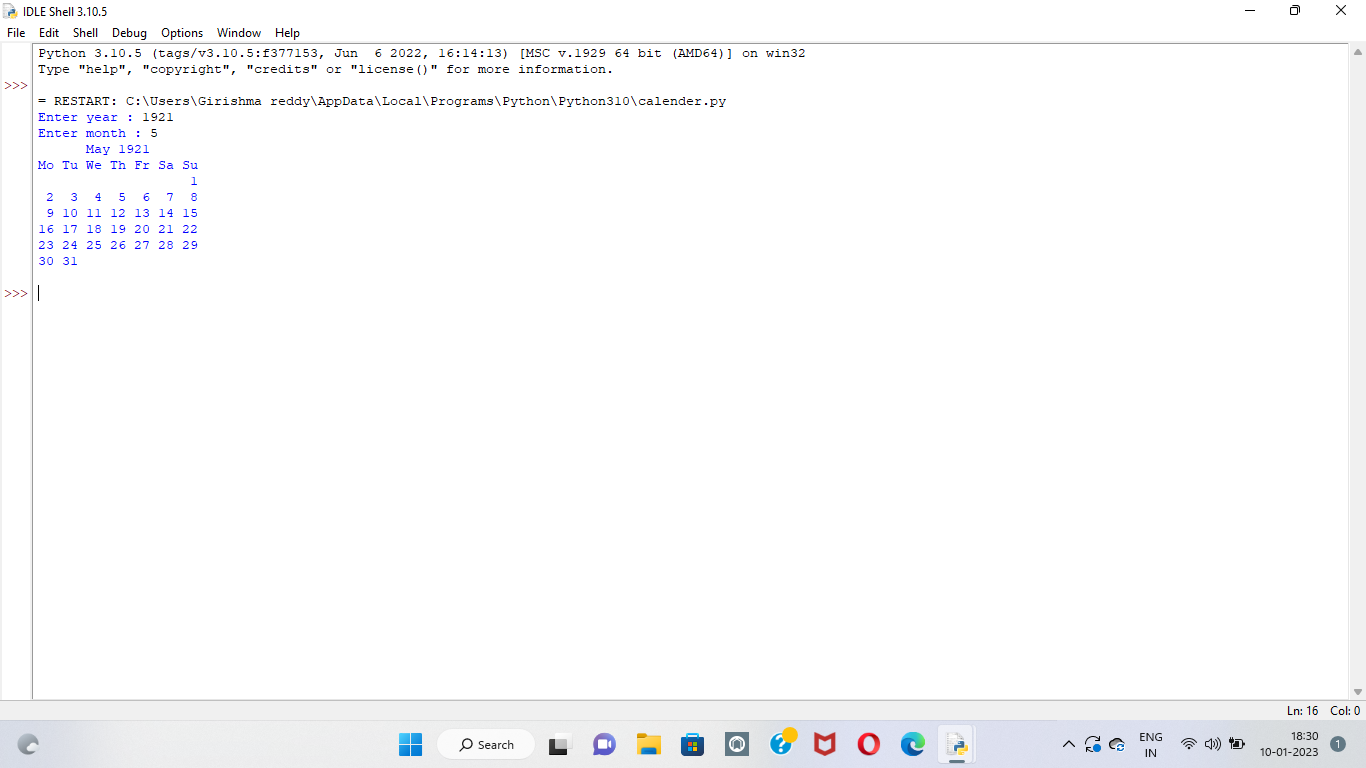 IDLE Shell 3.10.5
File Edit Shell Debug Options Window Help
Python 3.10.5 (tags/v3.10.5:f377153, Jun  6 2022, 16:14:13) [MSC v.1929 64 bit (AMD64)] on win32
Type "help", "copyright", "credits" or "license()" for more information.
>>>
= RESTART: C:\Users\Girishma reddy\AppData\Local\Programs\Python\Python310\calender.py
Enter year : 1921
Enter month : 5
      May 1921
Mo Tu We Th Fr Sa Su
                   1
 2  3  4  5  6  7  8
 9 10 11 12 13 14 15
16 17 18 19 20 21 22
23 24 25 26 27 28 29
30 31
>>>
Ln: 16 Col: 0
Search
ENG
IN
18:30
10-01-2023
1